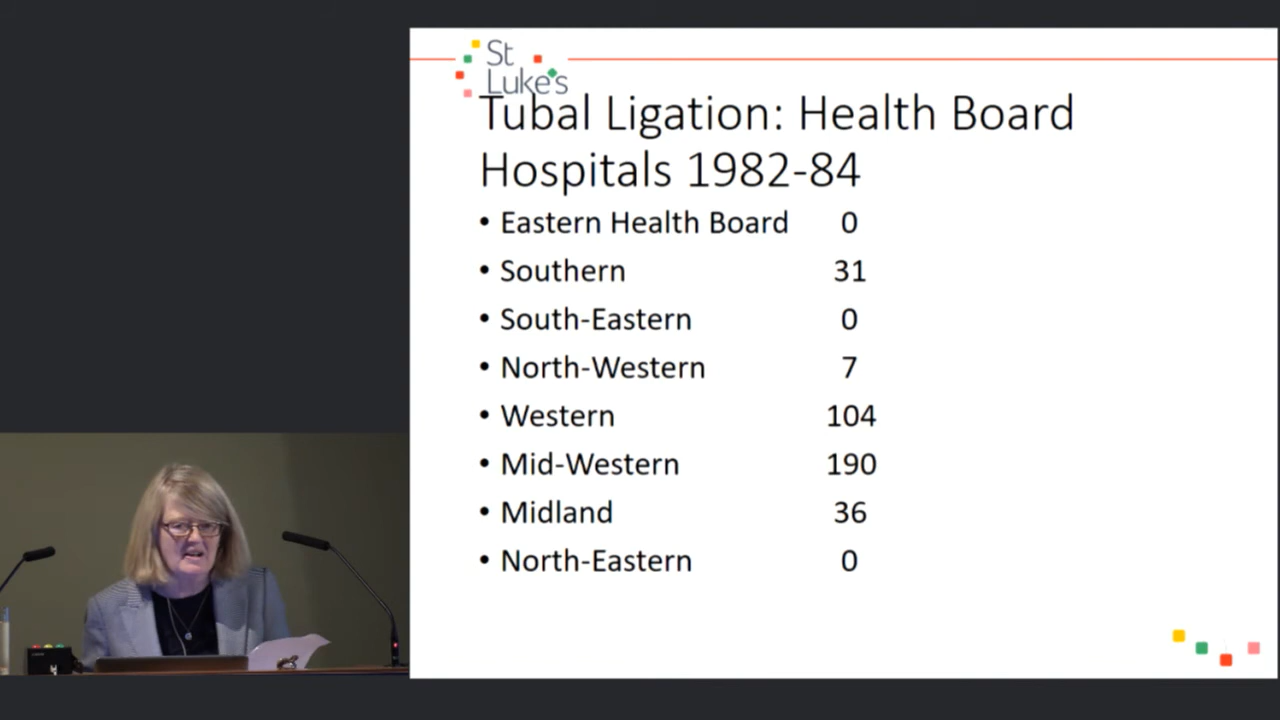 St
Luke's
Tubal Ligation: Health Board
Hospitals 1982-84
• Eastern Health Board 0
• Southern 31
• South-Eastern 0
• North-Western 7
• Western 104
• Mid-Western 190
• Midland 36
• North-Eastern 0